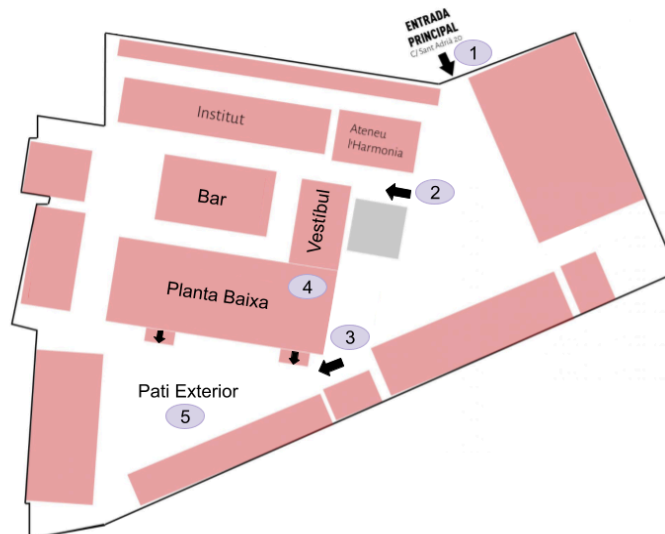 ENTRADA
PRINCIPAL
C/ Sant Adrià 20
1
Institut
Ateneu
l'Harmonia
2
Bar
Vestíbul
4
Planta Baixa
3
Pati Exterior
5